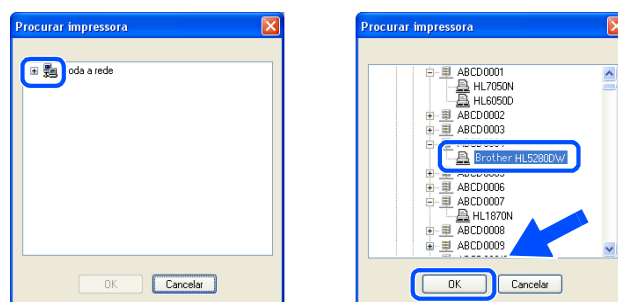 Procurar impressora
oda a rede
OK
Cancelar
Procurar impressora
ABCD0001
HL7050N
HL6050D
ABCD0002
ABCD0003
Brother HL5280DW
ABCD0005
ABCD0006
ABCD0007
HL1870N
ABCD0008
ABCD0009
OK
Cancelar